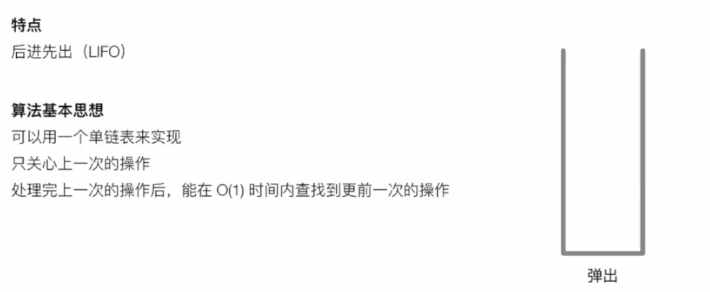 特点
后进先出（LIFO）
算法基本思想
可以用一个单链表来实现
只关心上一次的操作
处理完上一次的操作后，能在 O(1) 时间内查找到更前一次的操作
弹出